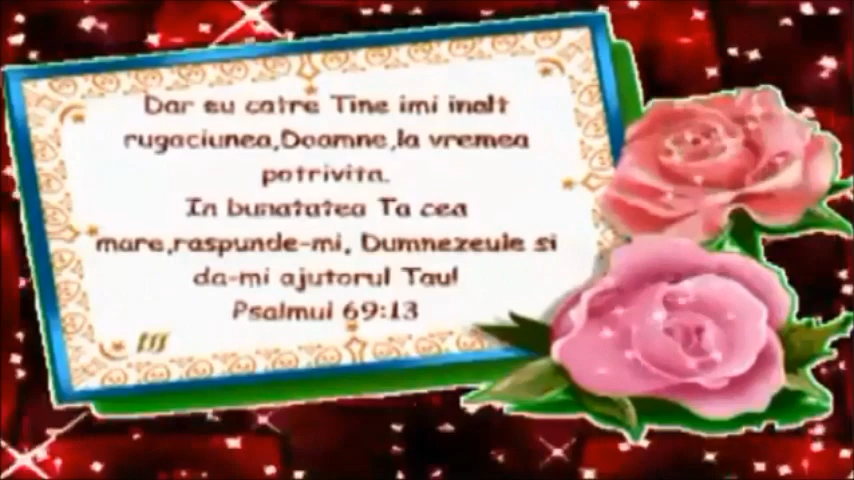 Dar eu catre Tine imi inalt
rugaciunea,Doamne,la vremea
potrivita.
In bunatatea Ta cea
mare,raspunde-mi, Dumnezeule si
da-mi ajutorul Tau!
Psalmul 69:13